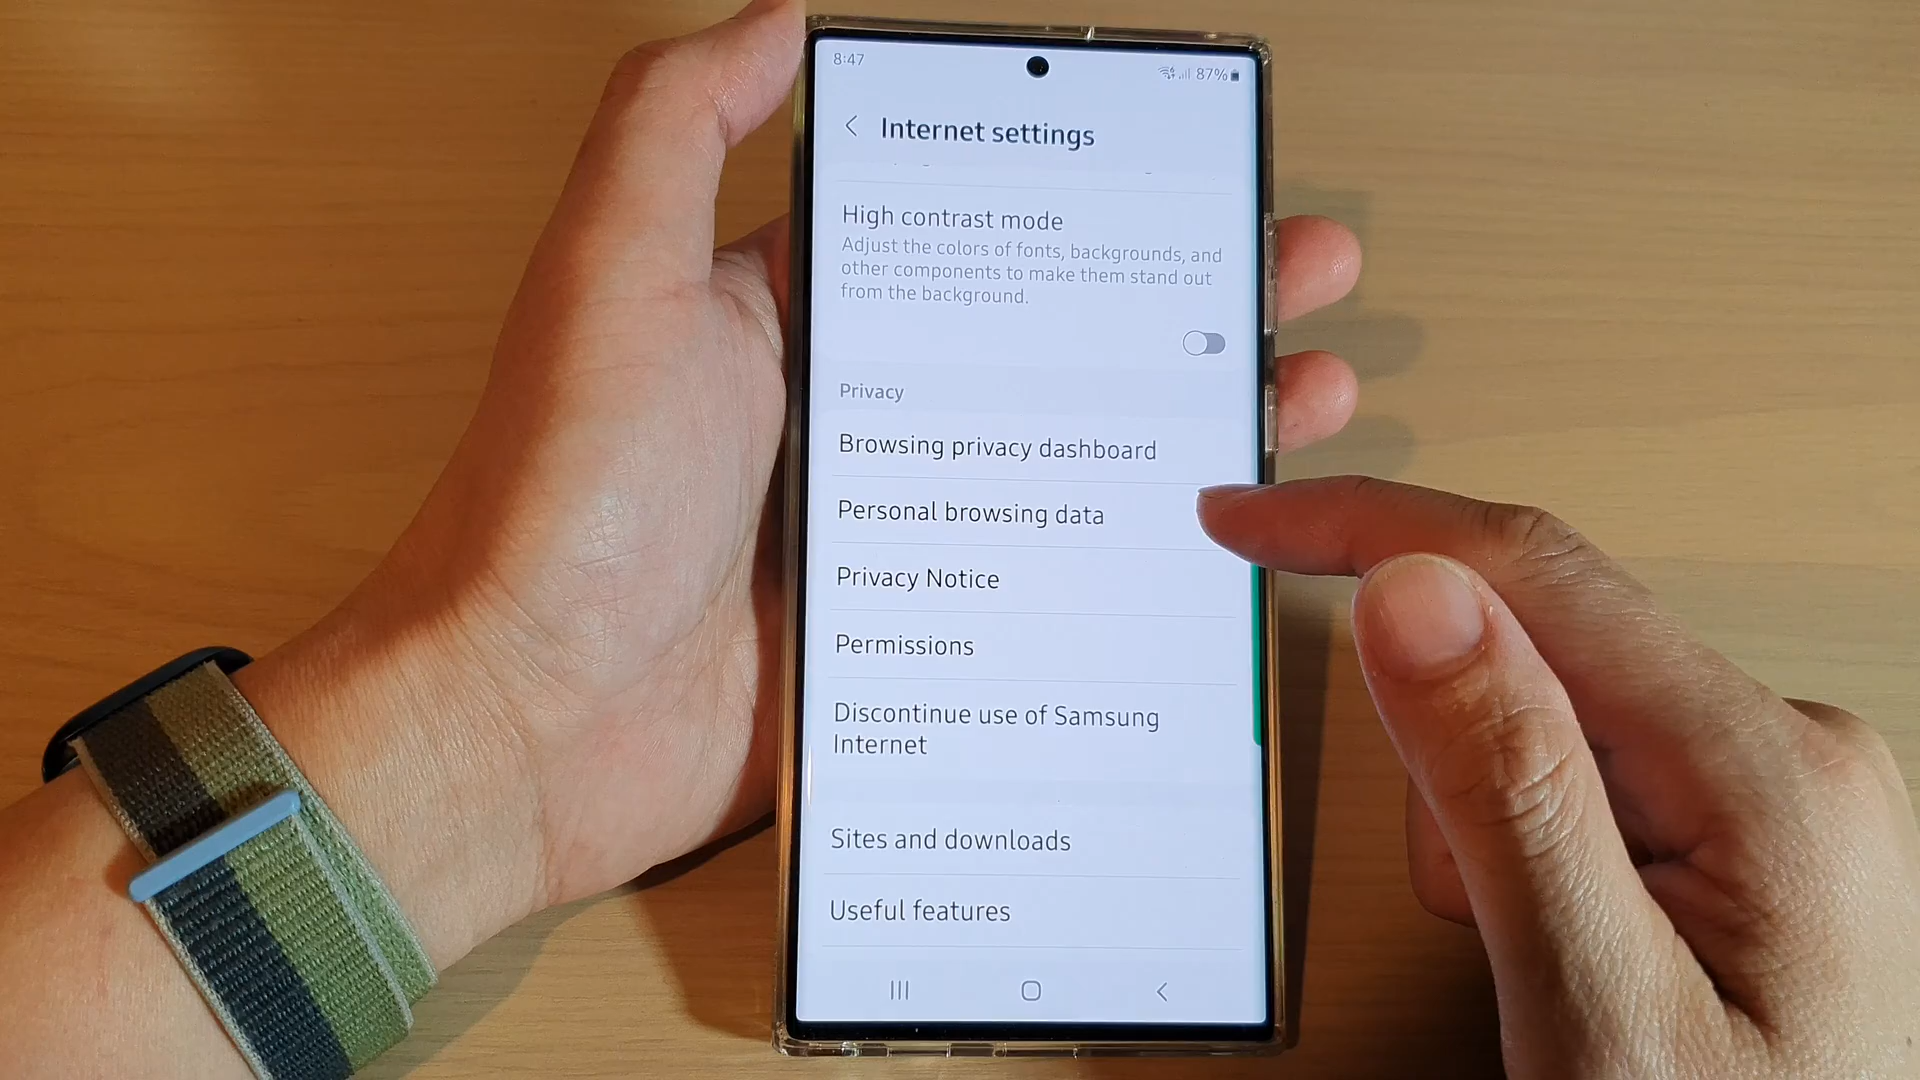 8:47
87%
Internet settings
High contrast mode
Adjust the colors of fonts, backgrounds, and
other components to make them stand out
from the background.
Privacy
Browsing privacy dashboard
Personal browsing data
Privacy Notice
Permissions
Discontinue use of Samsung
Internet
Sites and downloads
Useful features